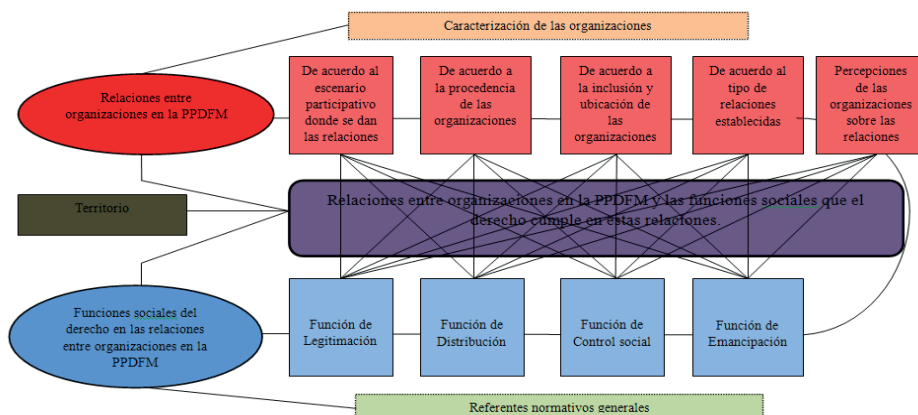 Caracterización de las organizaciones
Relaciones entre
organizaciones en la PPDFM
De acuerdo al
escenario
participativo
donde se dan
las relaciones
De acuerdo a
la procedencia
de las
organizaciones
De acuerdo a
la inclusión y
ubicación de
las
organizaciones
De acuerdo al
tipo de
relaciones
establecidas
Percepciones
de las
organizaciones
sobre las
relaciones
Territorio
Relaciones entre organizaciones en la PPDFM y las funciones sociales que el
derecho cumple en estas relaciones.
Funciones sociales del
derecho en las relaciones
entre organizaciones en la
PPDFM
Función de
Legitimación
Función de
Distribución
Función de
Control social
Función de
Emancipación
Referentes normativos generales